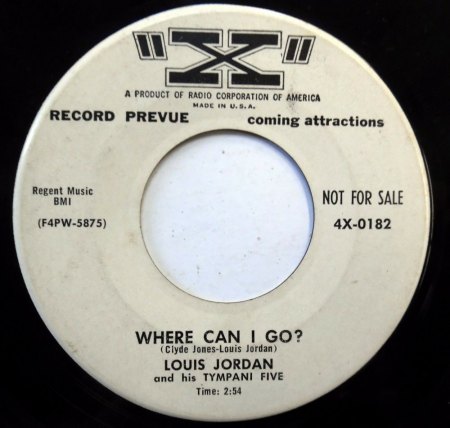 "X"
A PRODUCT OF RADIO CORPORATION OF AMERICA
MADE IN U.S.A.
RECORD PREVUE coming attractions
Regent Music
BMI
(F4PW-5875)
NOT FOR SALE
4X-0182
WHERE CAN I GO?
(Clyde Jones-Louis Jordan)
LOUIS JORDAN
and his TYMPANI FIVE
Time: 2:54